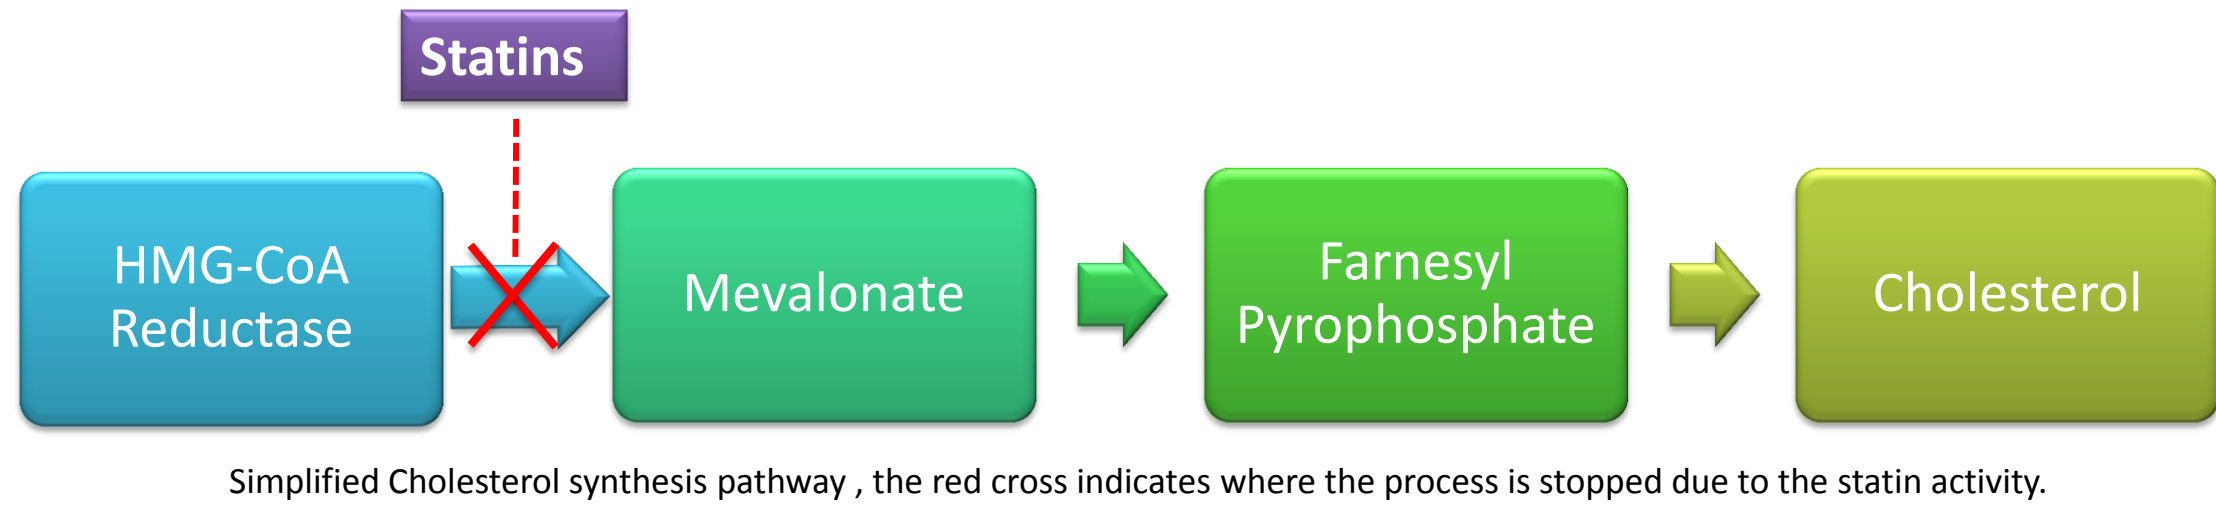 Statins
HMG-CoA
Reductase
Mevalonate
Farnesyl
Pyrophosphate
Cholesterol
Simplified Cholesterol synthesis pathway , the red cross indicates where the process is stopped due to the statin activity.